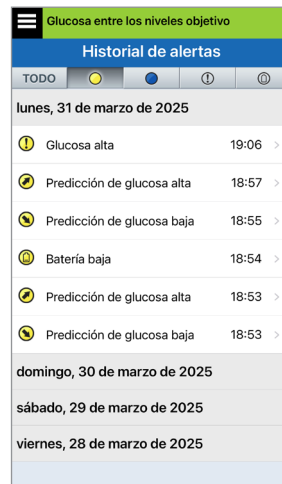 Glucosa entre los niveles objetivo
Historial de alertas
TODO
lunes, 31 de marzo de 2025
Glucosa alta 19:06
Predicción de glucosa alta 18:57
Predicción de glucosa baja 18:55
Batería baja 18:54
Predicción de glucosa alta 18:53
Predicción de glucosa baja 18:53
domingo, 30 de marzo de 2025
sábado, 29 de marzo de 2025
viernes, 28 de marzo de 2025